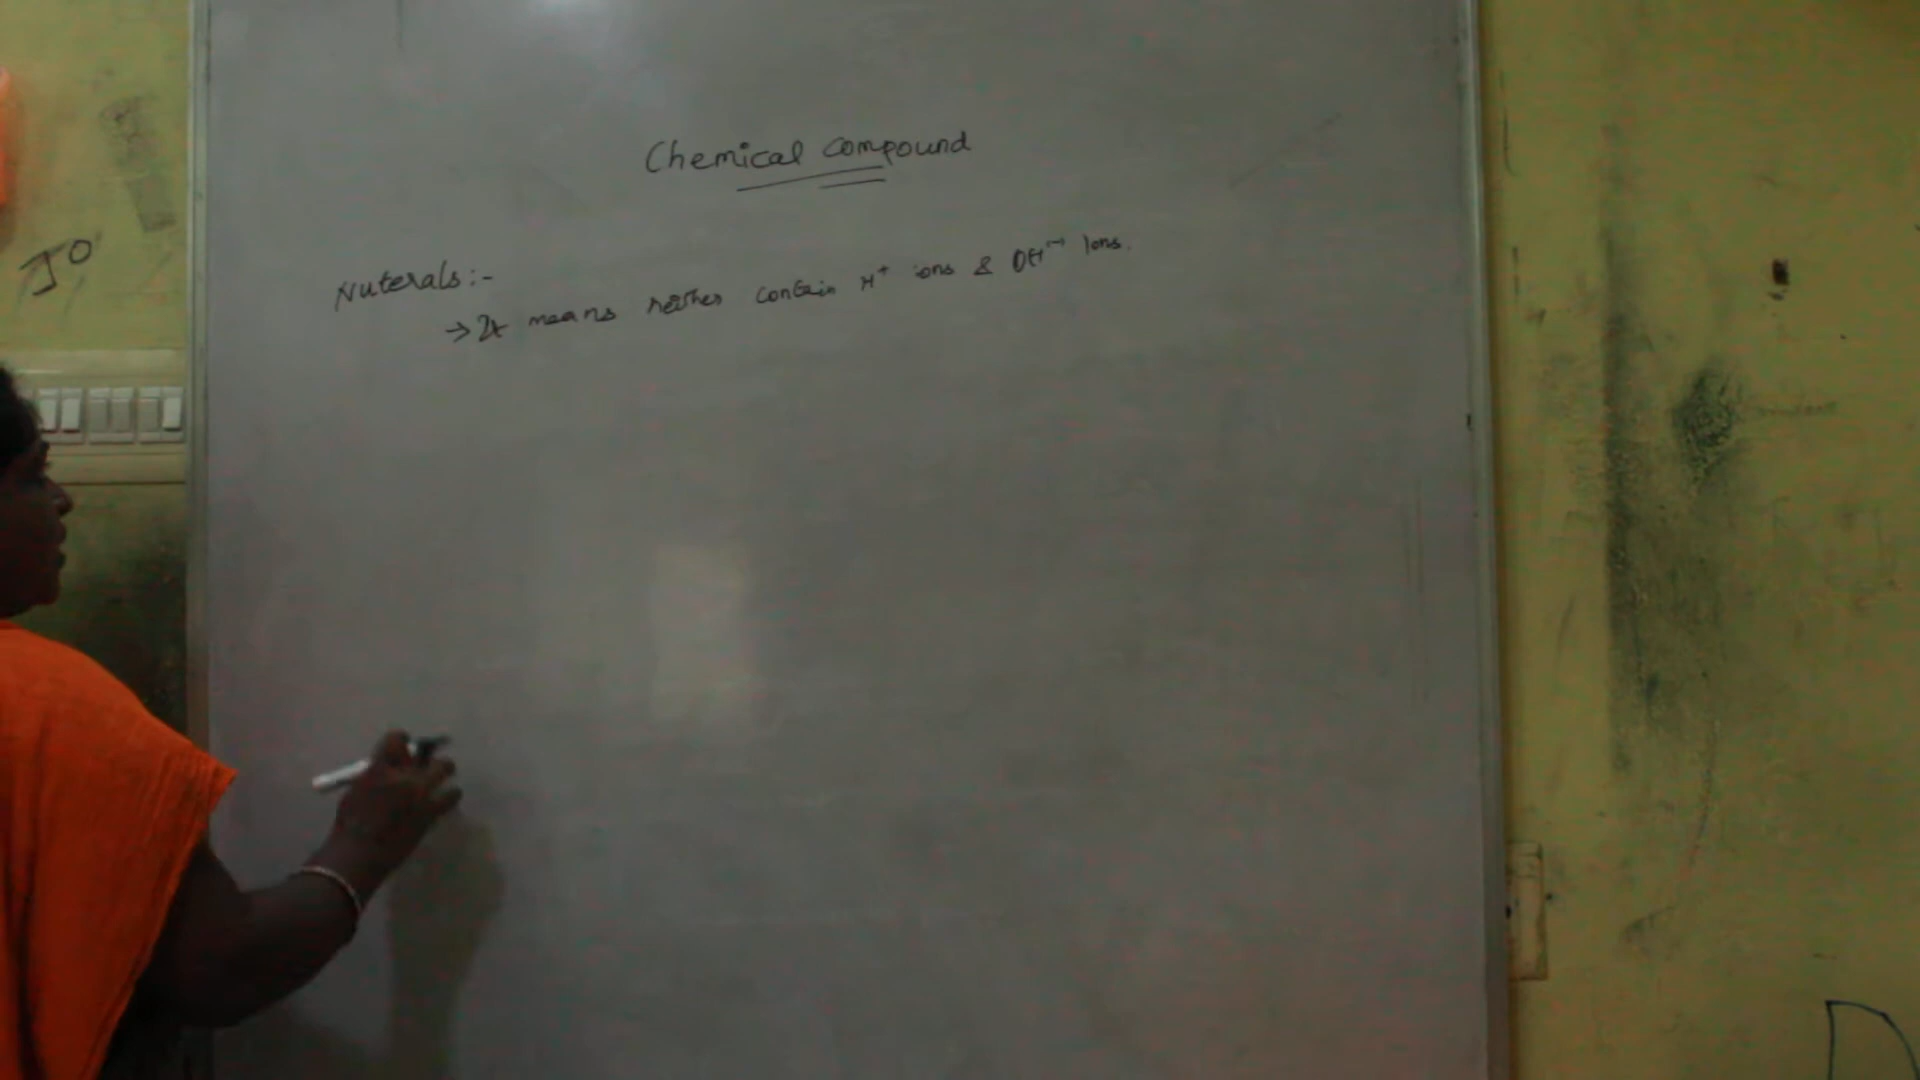 Chemical Compound
Nuterals:-
→ It means neither contain H⁺ ions & OH⁻ Ions.